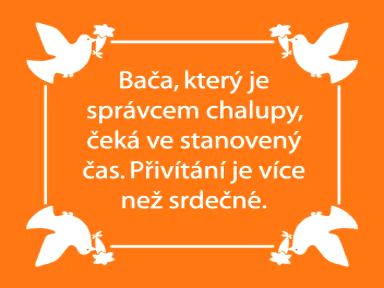 Bača, který je
správcem chalupy,
čeká ve stanovený
čas. Přivítání je více
než srdečné.